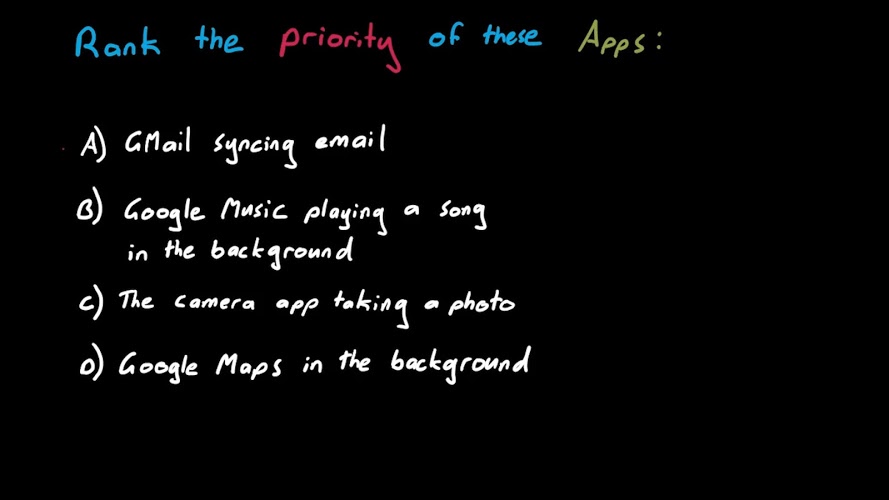 Rank the priority of these Apps:
A) GMail syncing email
B) Google Music playing a song
in the background
C) The camera app taking a photo
D) Google Maps in the background